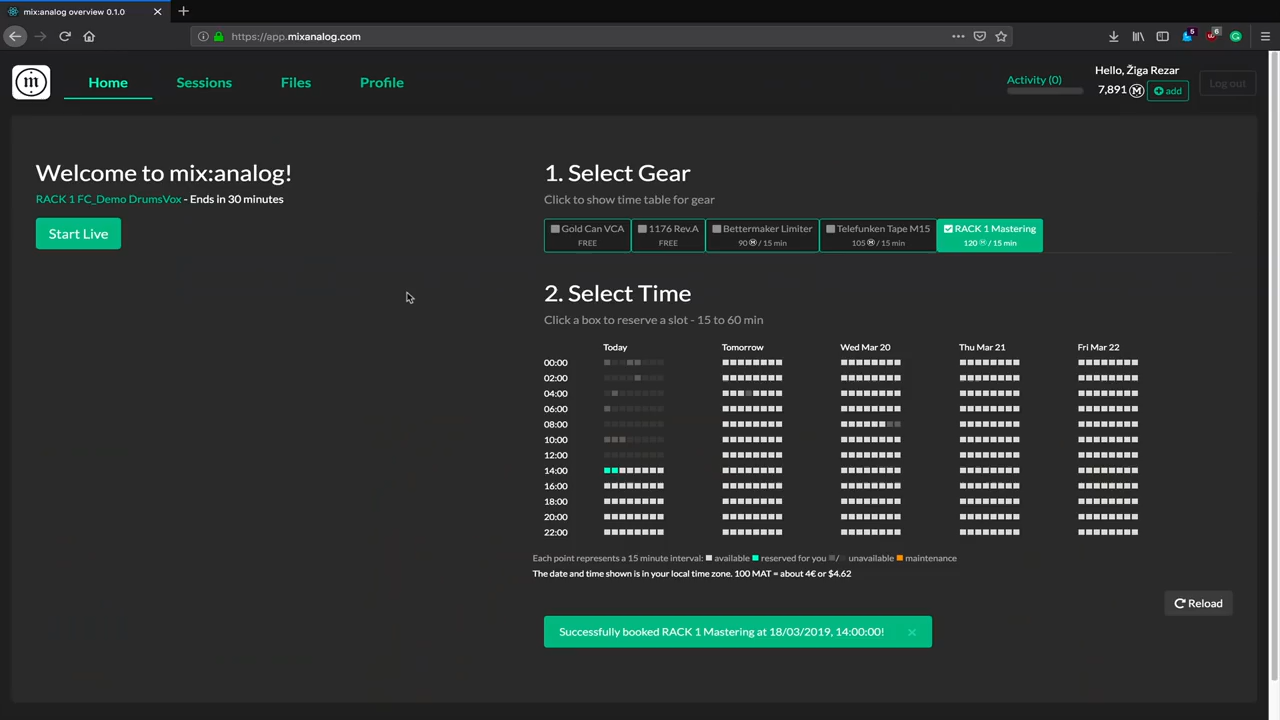 mix:analog overview 0.1.0
https://app.mixanalog.com
5
6
m
Home
Sessions
Files
Profile
Activity (0)
Hello, Žiga Rezar
7,891 M
add
Log out
Welcome to mix:analog!
RACK 1 FC_Demo DrumsVox - Ends in 30 minutes
Start Live
1. Select Gear
Click to show time table for gear
Gold Can VCA
FREE
1176 Rev.A
FREE
Bettermaker Limiter
90 M / 15 min
Telefunken Tape M15
105 M / 15 min
RACK 1 Mastering
120 M / 15 min
2. Select Time
Click a box to reserve a slot - 15 to 60 min
Today
Tomorrow
Wed Mar 20
Thu Mar 21
Fri Mar 22
00:00
02:00
04:00
06:00
08:00
10:00
12:00
14:00
16:00
18:00
20:00
22:00
Each point represents a 15 minute interval: available reserved for you / unavailable maintenance
The date and time shown is in your local time zone. 100 MAT = about 4€ or $4.62
Reload
Successfully booked RACK 1 Mastering at 18/03/2019, 14:00:00!